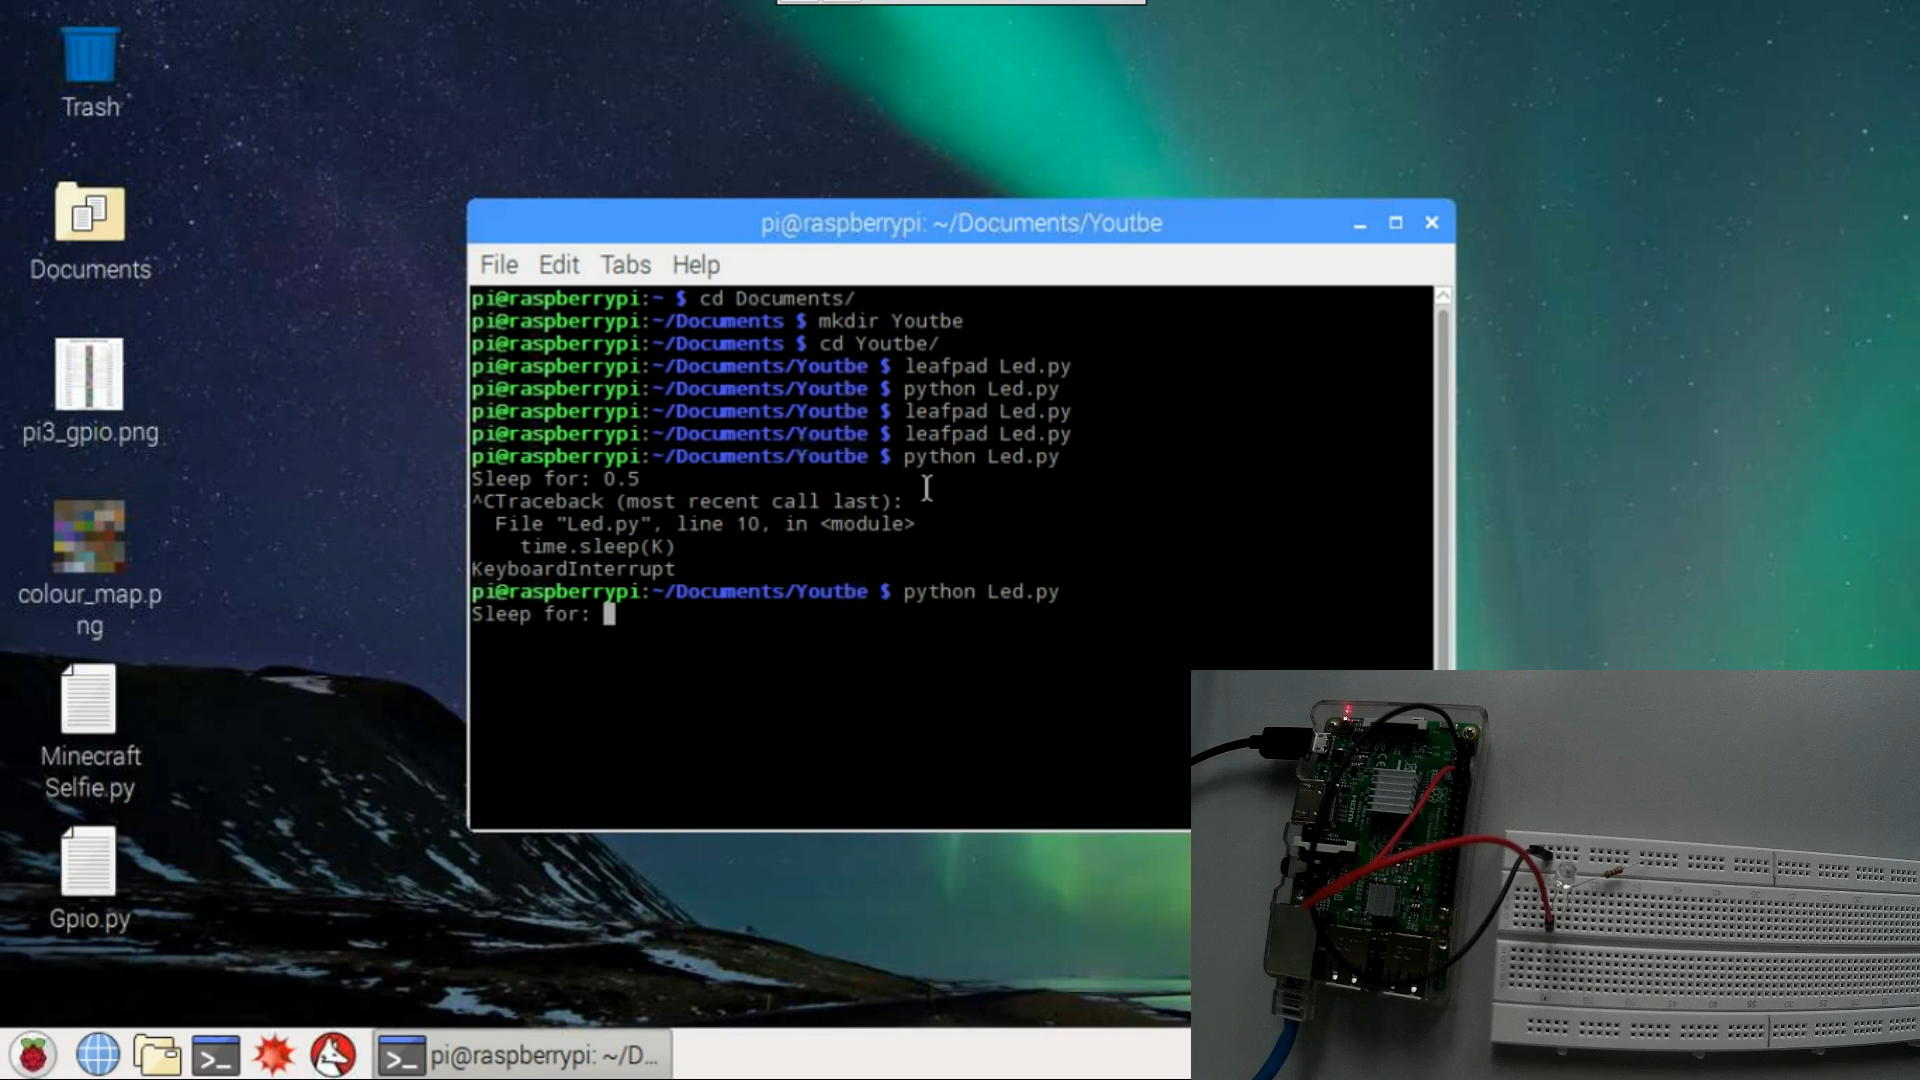 Trash
Documents
pi3_gpio.png
colour_map.p
ng
Minecraft
Selfie.py
Gpio.py
pi@raspberrypi: ~/Documents/Youtbe
File Edit Tabs Help
pi@raspberrypi:~ $ cd Documents/
pi@raspberrypi:~/Documents $ mkdir Youtbe
pi@raspberrypi:~/Documents $ cd Youtbe/
pi@raspberrypi:~/Documents/Youtbe $ leafpad Led.py
pi@raspberrypi:~/Documents/Youtbe $ python Led.py
pi@raspberrypi:~/Documents/Youtbe $ leafpad Led.py
pi@raspberrypi:~/Documents/Youtbe $ leafpad Led.py
pi@raspberrypi:~/Documents/Youtbe $ python Led.py
Sleep for: 0.5
^CTraceback (most recent call last):
  File "Led.py", line 10, in <module>
    time.sleep(K)
KeyboardInterrupt
pi@raspberrypi:~/Documents/Youtbe $ python Led.py
Sleep for:
HDMI
pi@raspberrypi: ~/D...